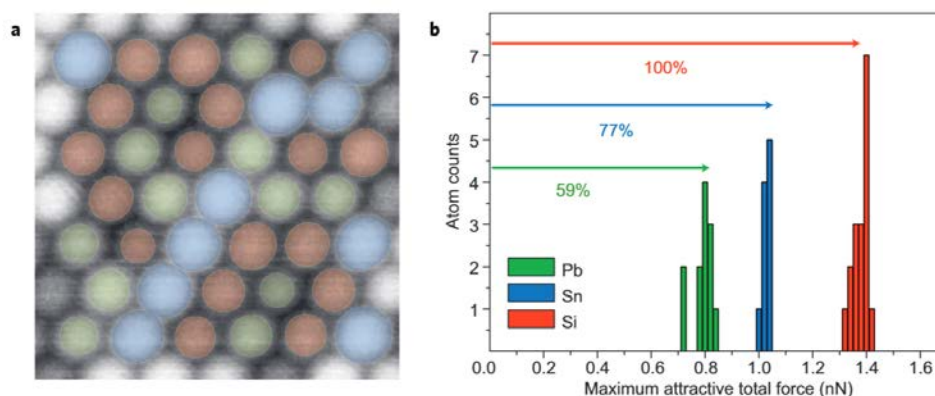 a
b
100%
77%
59%
7
6
5
4
3
2
1
Atom counts
Pb
Sn
Si
0.0 0.2 0.4 0.6 0.8 1.0 1.2 1.4 1.6
Maximum attractive total force (nN)